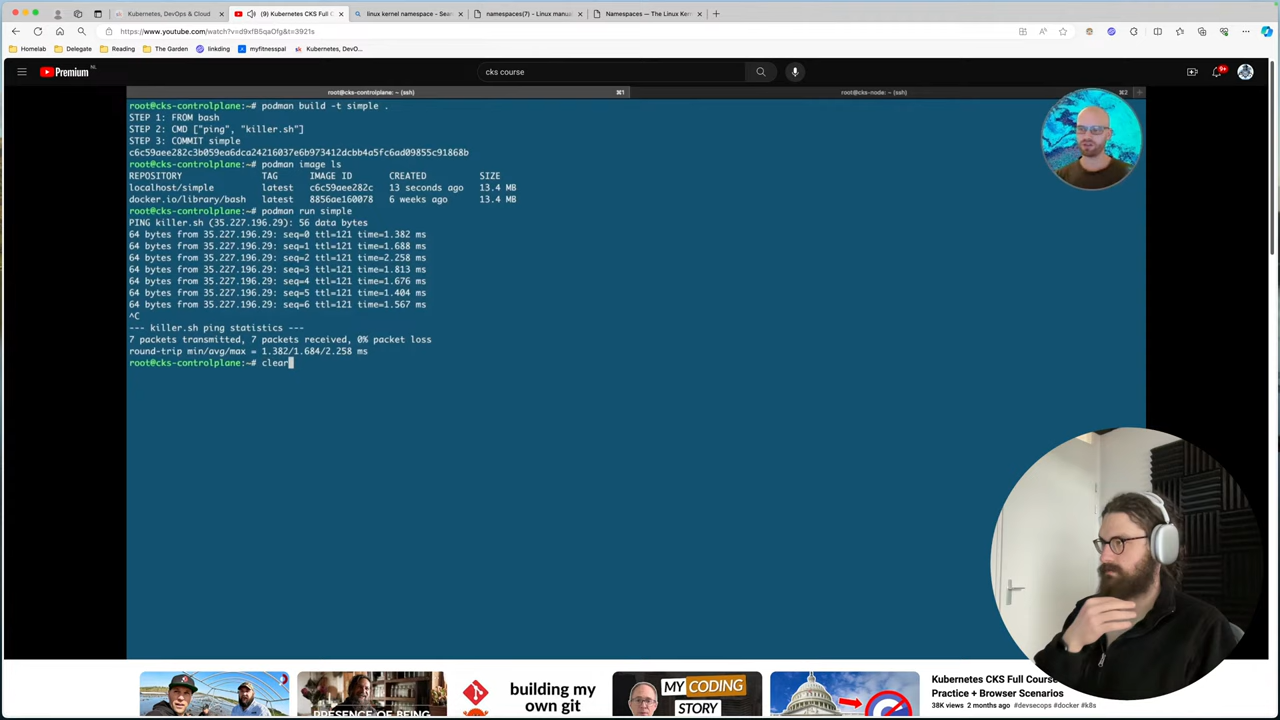 Kubernetes, DevOps & Cloud
(9) Kubernetes CKS Full C
linux kernel namespace - Sea
namespaces(7) - Linux manu
Namespaces — The Linux Ker
https://www.youtube.com/watch?v=d9xfB5qaOfg&t=3921s
Homelab
Delegate
Reading
The Garden
linkding
myfitnesspal
Kubernetes, DevO...
Premium
NL
cks course
9+
root@cks-controlplane: ~ (ssh)
⌘1
root@cks-node: ~ (ssh)
⌘2
root@cks-controlplane:~# podman build -t simple .
STEP 1: FROM bash
STEP 2: CMD ["ping", "killer.sh"]
STEP 3: COMMIT simple
c6c59aee282c3b059ea6dca24216037e6b973412dcbb4a5fc6ad09855c91868b
root@cks-controlplane:~# podman image ls
REPOSITORY TAG IMAGE ID CREATED SIZE
localhost/simple latest c6c59aee282c 13 seconds ago 13.4 MB
docker.io/library/bash latest 8856ae160078 6 weeks ago 13.4 MB
root@cks-controlplane:~# podman run simple
PING killer.sh (35.227.196.29): 56 data bytes
64 bytes from 35.227.196.29: seq=0 ttl=121 time=1.382 ms
64 bytes from 35.227.196.29: seq=1 ttl=121 time=1.688 ms
64 bytes from 35.227.196.29: seq=2 ttl=121 time=2.258 ms
64 bytes from 35.227.196.29: seq=3 ttl=121 time=1.813 ms
64 bytes from 35.227.196.29: seq=4 ttl=121 time=1.676 ms
64 bytes from 35.227.196.29: seq=5 ttl=121 time=1.404 ms
64 bytes from 35.227.196.29: seq=6 ttl=121 time=1.567 ms
^C
--- killer.sh ping statistics ---
7 packets transmitted, 7 packets received, 0% packet loss
round-trip min/avg/max = 1.382/1.684/2.258 ms
root@cks-controlplane:~# clear
PRESENCE OF BEING
building my
own git
MY CODING
STORY
Kubernetes CKS Full Course
Practice + Browser Scenarios
38K views 2 months ago #devsecops #docker #k8s